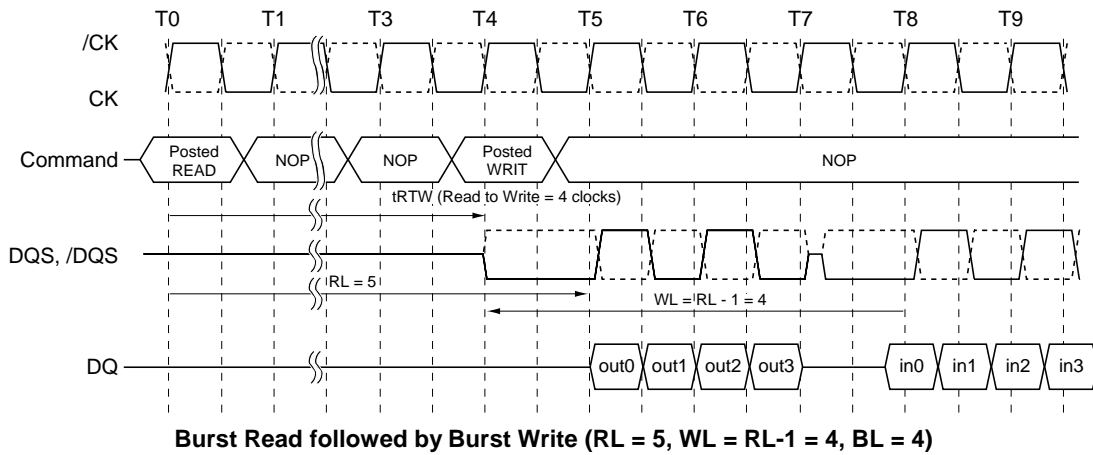 T0 T1 T3 T4 T5 T6 T7 T8 T9
/CK
CK
Command Posted READ NOP NOP Posted WRIT NOP
tRTW (Read to Write = 4 clocks)
DQS, /DQS
RL = 5 WL = RL - 1 = 4
DQ out0 out1 out2 out3 in0 in1 in2 in3
Burst Read followed by Burst Write (RL = 5, WL = RL-1 = 4, BL = 4)